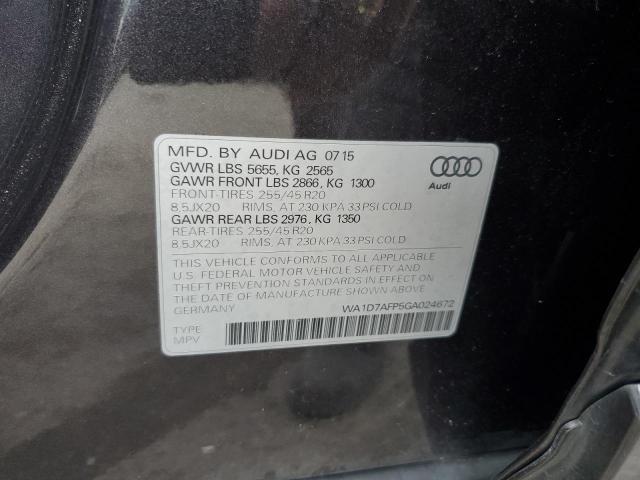 MFD. BY AUDI AG 07 15
GVWR LBS 5655, KG 2565
GAWR FRONT LBS 2866, KG 1300
FRONT-TIRES 255/45 R20
8.5JX20 RIMS, AT 230 KPA 33 PSI COLD
GAWR REAR LBS 2976, KG 1350
REAR-TIRES 255/45 R20
8.5JX20 RIMS, AT 230 KPA 33 PSI COLD
Audi
THIS VEHICLE CONFORMS TO ALL APPLICABLE
U.S. FEDERAL MOTOR VEHICLE SAFETY AND
THEFT PREVENTION STANDARDS IN EFFECT ON
THE DATE OF MANUFACTURE SHOWN ABOVE
GERMANY WA1D7AFP5GA024672
TYPE
MPV